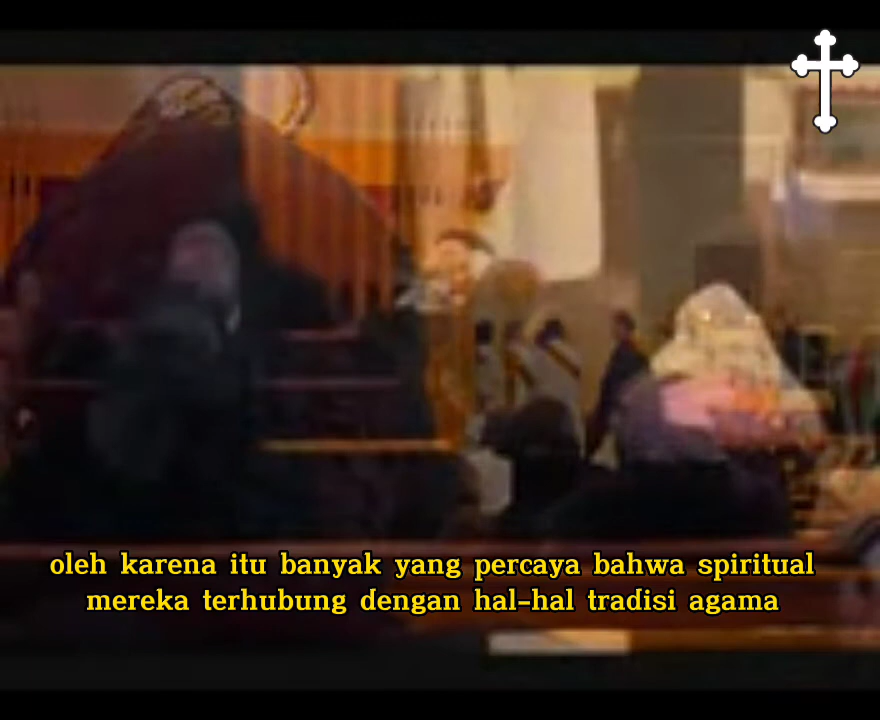 oleh karena itu banyak yang percaya bahwa spiritual
mereka terhubung dengan hal-hal tradisi agama